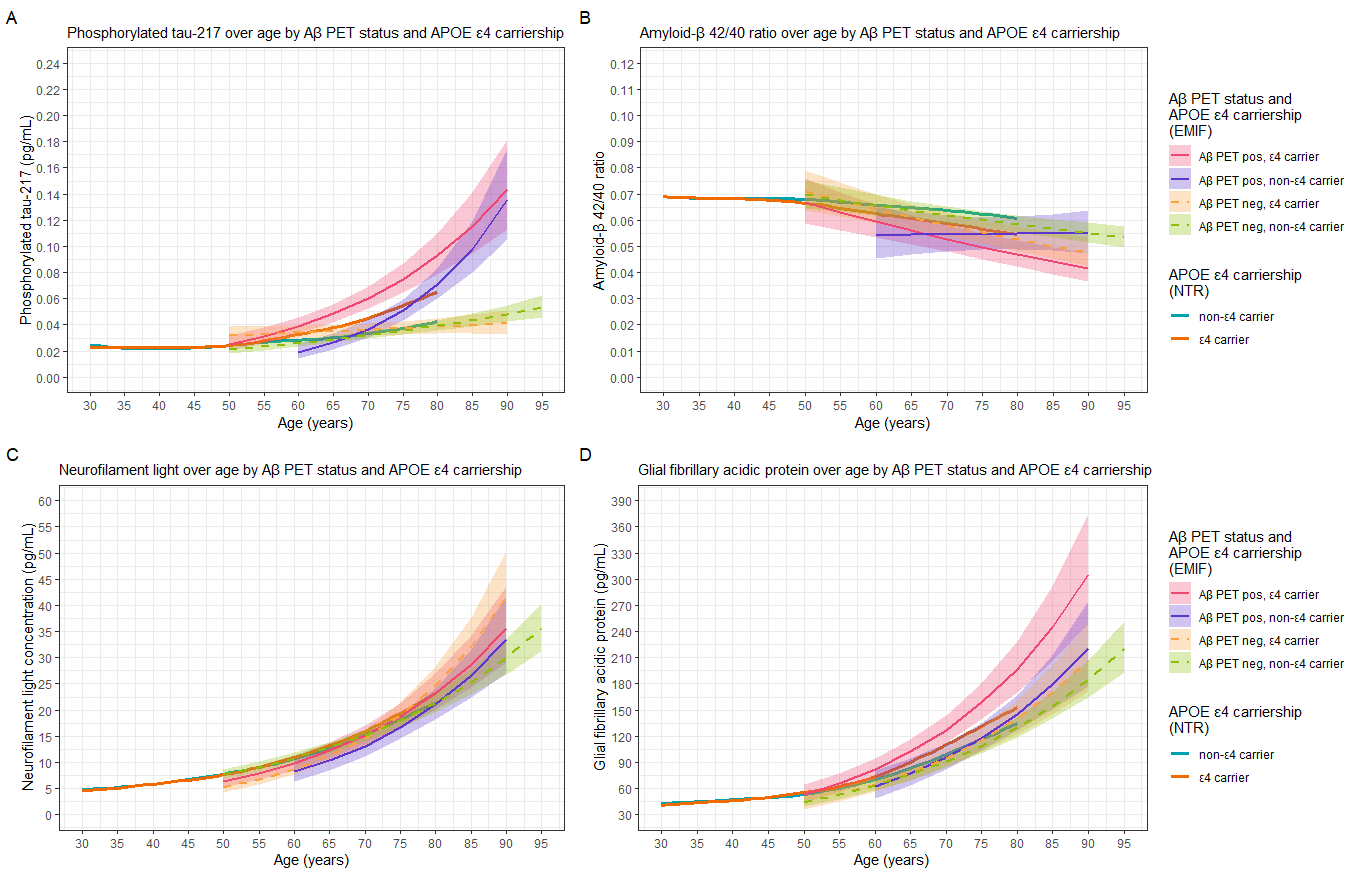 A
Phosphorylated tau-217 over age by Aβ PET status and APOE ε4 carriership
Phosphorylated tau-217 (pg/mL)
0.24
0.22
0.20
0.18
0.16
0.14
0.12
0.10
0.08
0.06
0.04
0.02
0.00
30 35 40 45 50 55 60 65 70 75 80 85 90 95
Age (years)
B
Amyloid-β 42/40 ratio over age by Aβ PET status and APOE ε4 carriership
Amyloid-β 42/40 ratio
0.12
0.11
0.10
0.09
0.08
0.07
0.06
0.05
0.04
0.03
0.02
0.01
0.00
30 35 40 45 50 55 60 65 70 75 80 85 90 95
Age (years)
Aβ PET status and
APOE ε4 carriership
(EMIF)
Aβ PET pos, ε4 carrier
Aβ PET pos, non-ε4 carrier
Aβ PET neg, ε4 carrier
Aβ PET neg, non-ε4 carrier
APOE ε4 carriership
(NTR)
non-ε4 carrier
ε4 carrier
C
Neurofilament light over age by Aβ PET status and APOE ε4 carriership
Neurofilament light concentration (pg/mL)
60
55
50
45
40
35
30
25
20
15
10
5
0
30 35 40 45 50 55 60 65 70 75 80 85 90 95
Age (years)
D
Glial fibrillary acidic protein over age by Aβ PET status and APOE ε4 carriership
Glial fibrillary acidic protein (pg/mL)
390
360
330
300
270
240
210
180
150
120
90
60
30
30 35 40 45 50 55 60 65 70 75 80 85 90 95
Age (years)
Aβ PET status and
APOE ε4 carriership
(EMIF)
Aβ PET pos, ε4 carrier
Aβ PET pos, non-ε4 carrier
Aβ PET neg, ε4 carrier
Aβ PET neg, non-ε4 carrier
APOE ε4 carriership
(NTR)
non-ε4 carrier
ε4 carrier